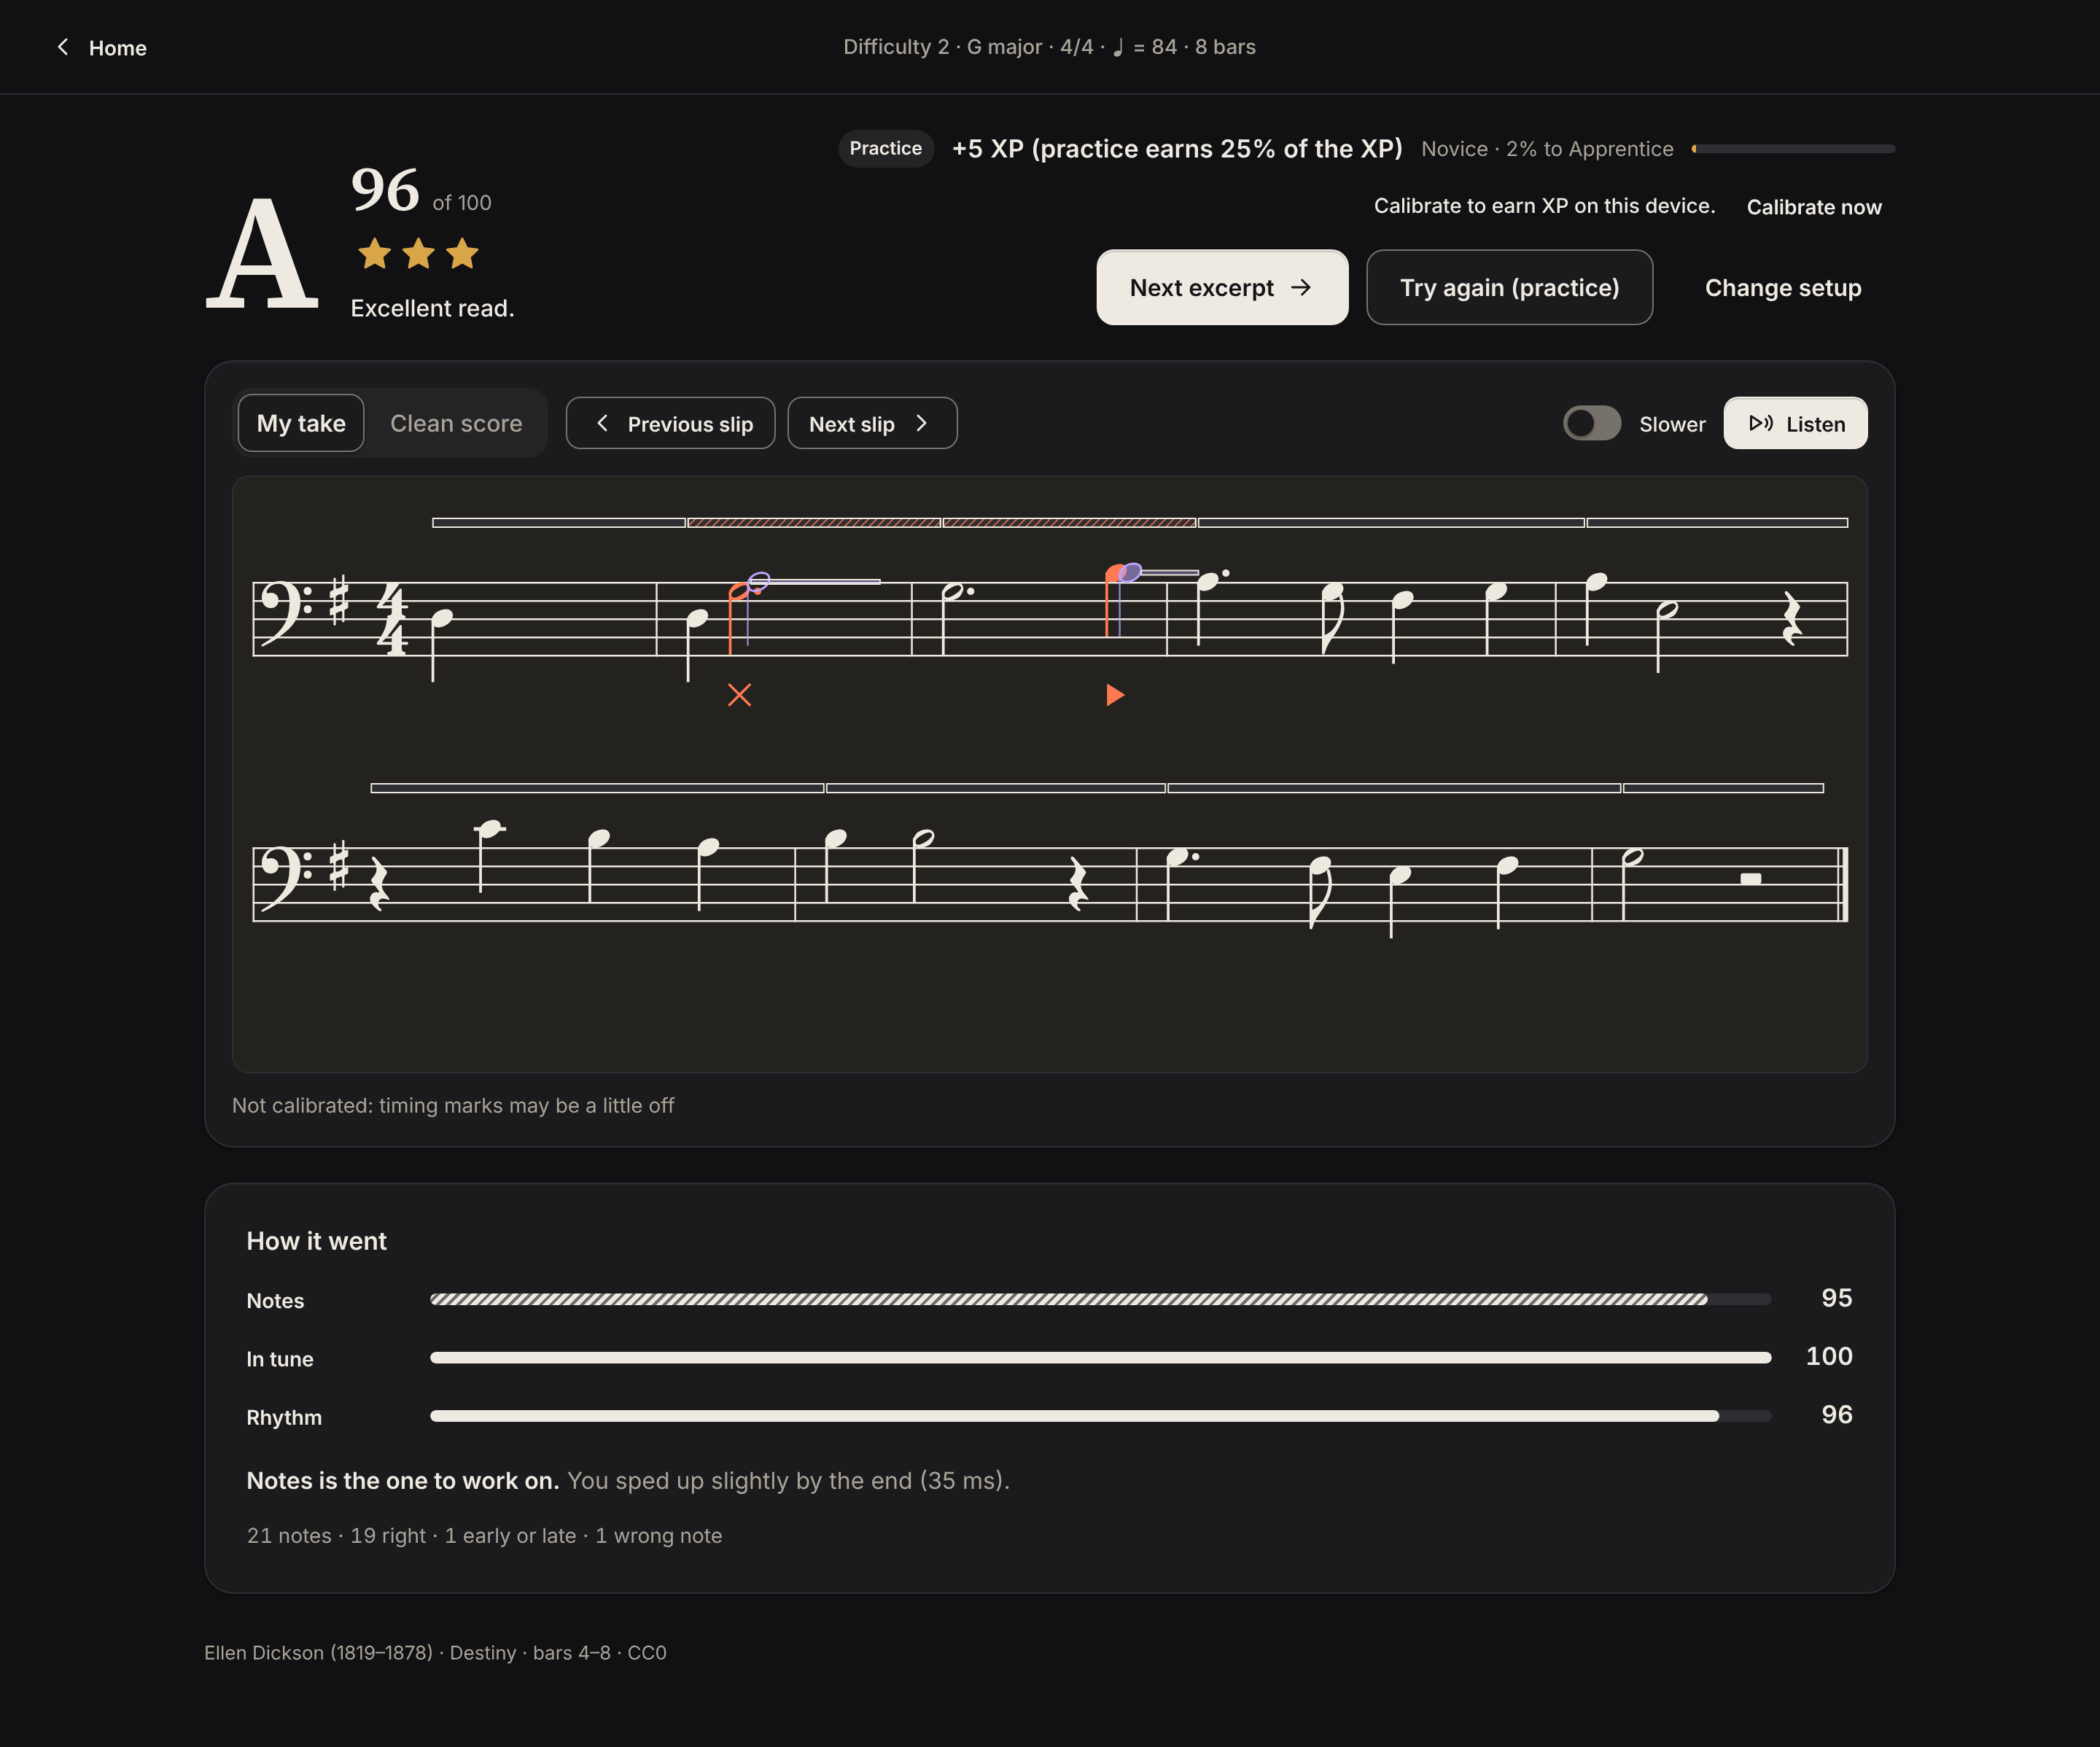 Home
Difficulty 2 · G major · 4/4 · ♩ = 84 · 8 bars
Practice +5 XP (practice earns 25% of the XP) Novice · 2% to Apprentice
A
96 of 100
Excellent read.
Calibrate to earn XP on this device. Calibrate now
Next excerpt → Try again (practice) Change setup
My take Clean score Previous slip Next slip Slower Listen
4
4
Not calibrated: timing marks may be a little off
How it went
Notes 95
In tune 100
Rhythm 96
Notes is the one to work on. You sped up slightly by the end (35 ms).
21 notes · 19 right · 1 early or late · 1 wrong note
Ellen Dickson (1819–1878) · Destiny · bars 4–8 · CC0